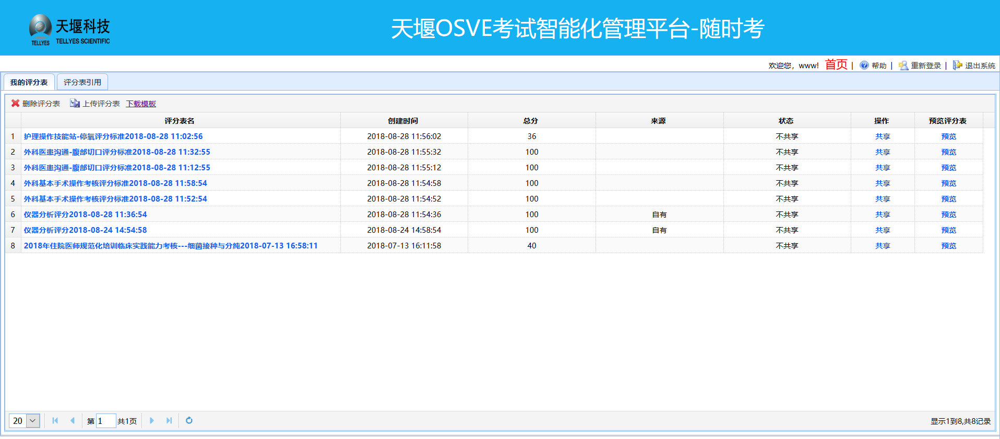 天堰科技
TELLYES TELLYES SCIENTIFIC
天堰OSVE考试智能化管理平台-随时考
欢迎您，www! 首页 | 帮助 | 重新登录 | 退出系统
我的评分表 评分表引用
删除评分表 上传评分表 下载模板
评分表名 创建时间 总分 来源 状态 操作 预览评分表
1 护理操作技能站-停氧评分标准2018-08-28 11:02:56 2018-08-28 11:56:02 36 不共享 共享 预览
2 外科医患沟通-腹部切口评分标准2018-08-28 11:32:55 2018-08-28 11:55:32 100 不共享 共享 预览
3 外科医患沟通-腹部切口评分标准2018-08-28 11:12:55 2018-08-28 11:55:12 100 不共享 共享 预览
4 外科基本手术操作考核评分标准2018-08-28 11:58:54 2018-08-28 11:54:58 100 不共享 共享 预览
5 外科基本手术操作考核评分标准2018-08-28 11:52:54 2018-08-28 11:54:52 100 不共享 共享 预览
6 仪器分析评分2018-08-28 11:36:54 2018-08-28 11:54:36 100 自有 不共享 共享 预览
7 仪器分析评分2018-08-24 14:54:58 2018-08-24 14:58:54 100 自有 不共享 共享 预览
8 2018年住院医师规范化培训临床实践能力考核---细菌接种与分纯2018-07-13 16:58:11 2018-07-13 16:11:58 40 不共享 共享 预览
20 第 1 共1页 显示1到8,共8记录